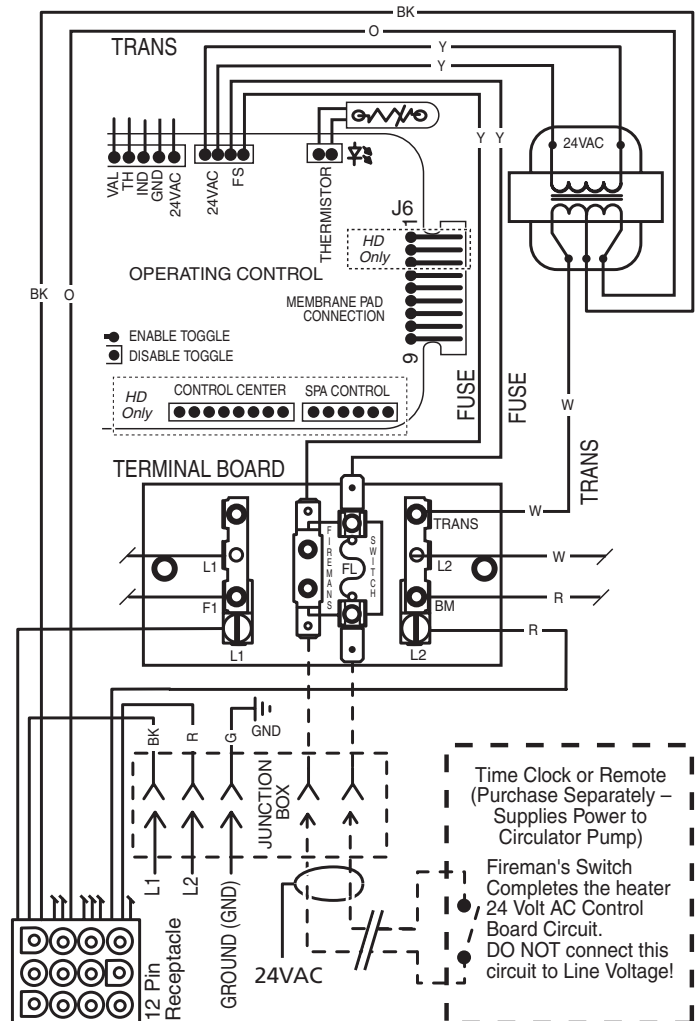 BK
O
TRANS
Y
Y
Y Y
24VAC
VAL
TH
IND
GND
24VAC
24VAC
FS
THERMISTOR
J6
1
HD
Only
OPERATING CONTROL
MEMBRANE PAD
CONNECTION
BK O
ENABLE TOGGLE
DISABLE TOGGLE
9
HD
Only
CONTROL CENTER
SPA CONTROL
FUSE
FUSE
W
TRANS
TERMINAL BOARD
FIREMANS
SWITCH
FL
TRANS
W
L1
L2
W
F1
BM
R
L1
L2
R
BK
R
G
GND
JUNCTION
BOX
L1
L2
GROUND (GND)
24VAC
12 Pin
Receptacle
Time Clock or Remote
(Purchase Separately –
Supplies Power to
Circulator Pump)
Fireman's Switch
Completes the heater
24 Volt AC Control
Board Circuit.
DO NOT connect this
circuit to Line Voltage!